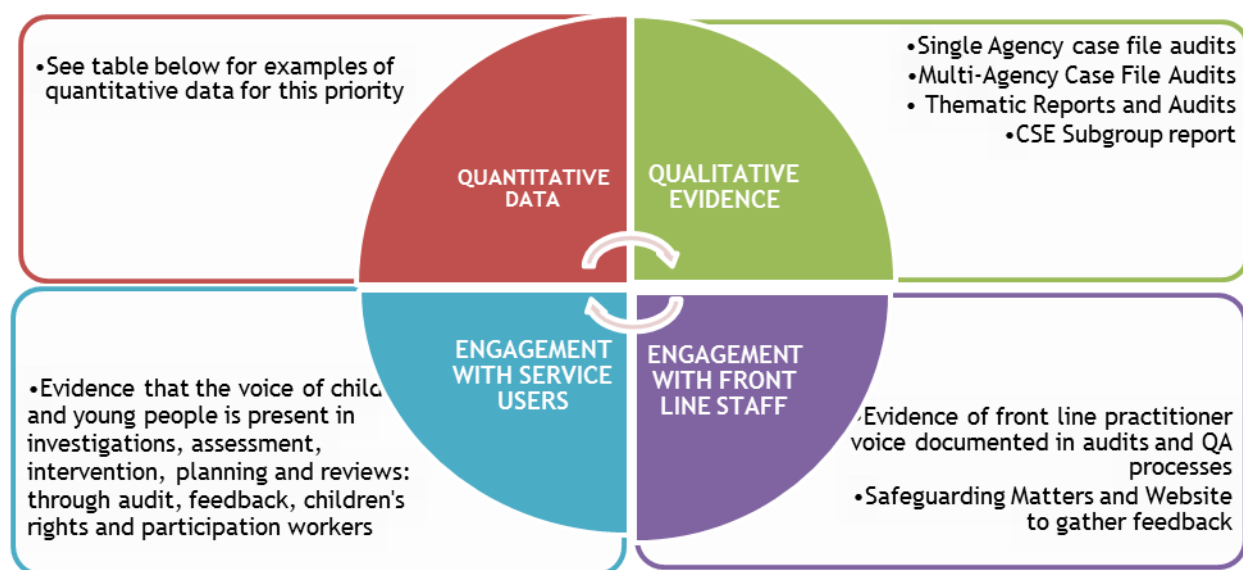 •See table below for examples of
quantitative data for this priority
QUANTITATIVE
DATA
QUALITATIVE
EVIDENCE
•Single Agency case file audits
•Multi-Agency Case File Audits
• Thematic Reports and Audits
•CSE Subgroup report
•Evidence that the voice of child
and young people is present in
investigations, assessment,
intervention, planning and reviews:
through audit, feedback, children's
rights and participation workers
ENGAGEMENT
WITH SERVICE
USERS
ENGAGEMENT
WITH FRONT
LINE STAFF
•Evidence of front line practitioner
voice documented in audits and QA
processes
•Safeguarding Matters and Website
to gather feedback